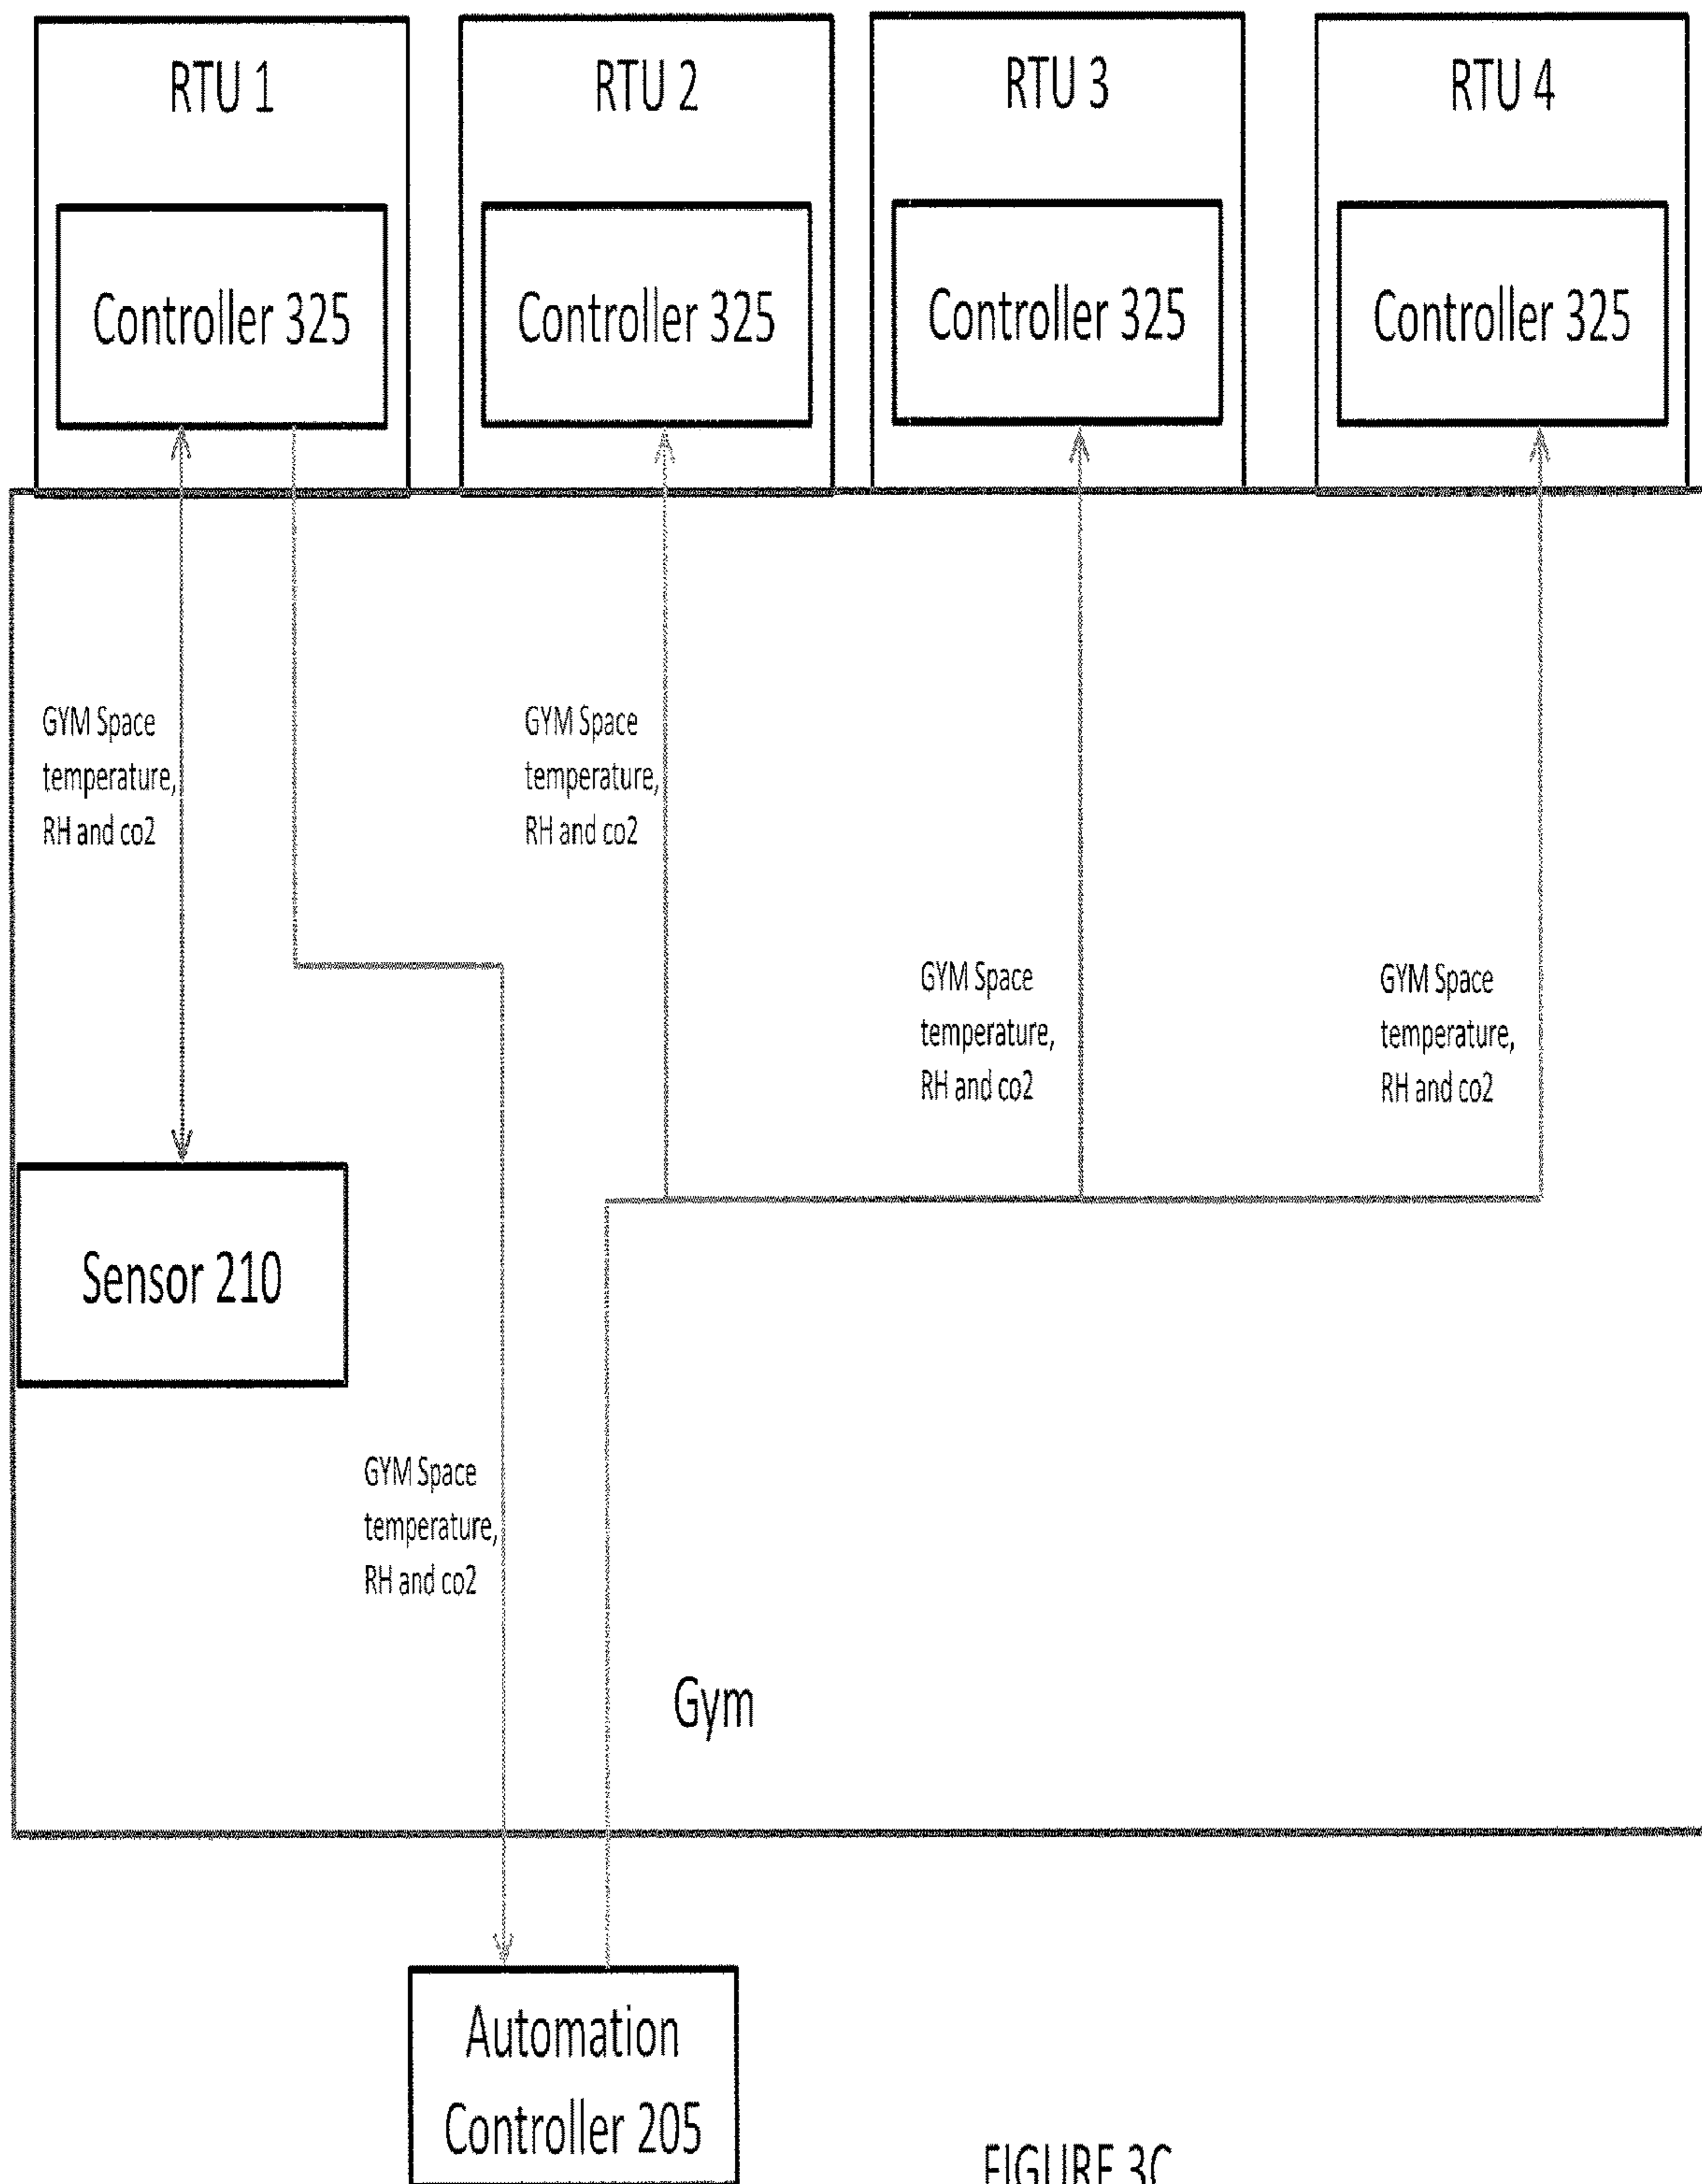 RTU 1
RTU 2
RTU 3
RTU 4
Controller 325
Controller 325
Controller 325
Controller 325
GYM Space
temperature,
RH and co2
GYM Space
temperature,
RH and co2
GYM Space
temperature,
RH and co2
GYM Space
temperature,
RH and co2
Sensor 210
GYM Space
temperature,
RH and co2
Gym
Automation
Controller 205
FIGURE 3C